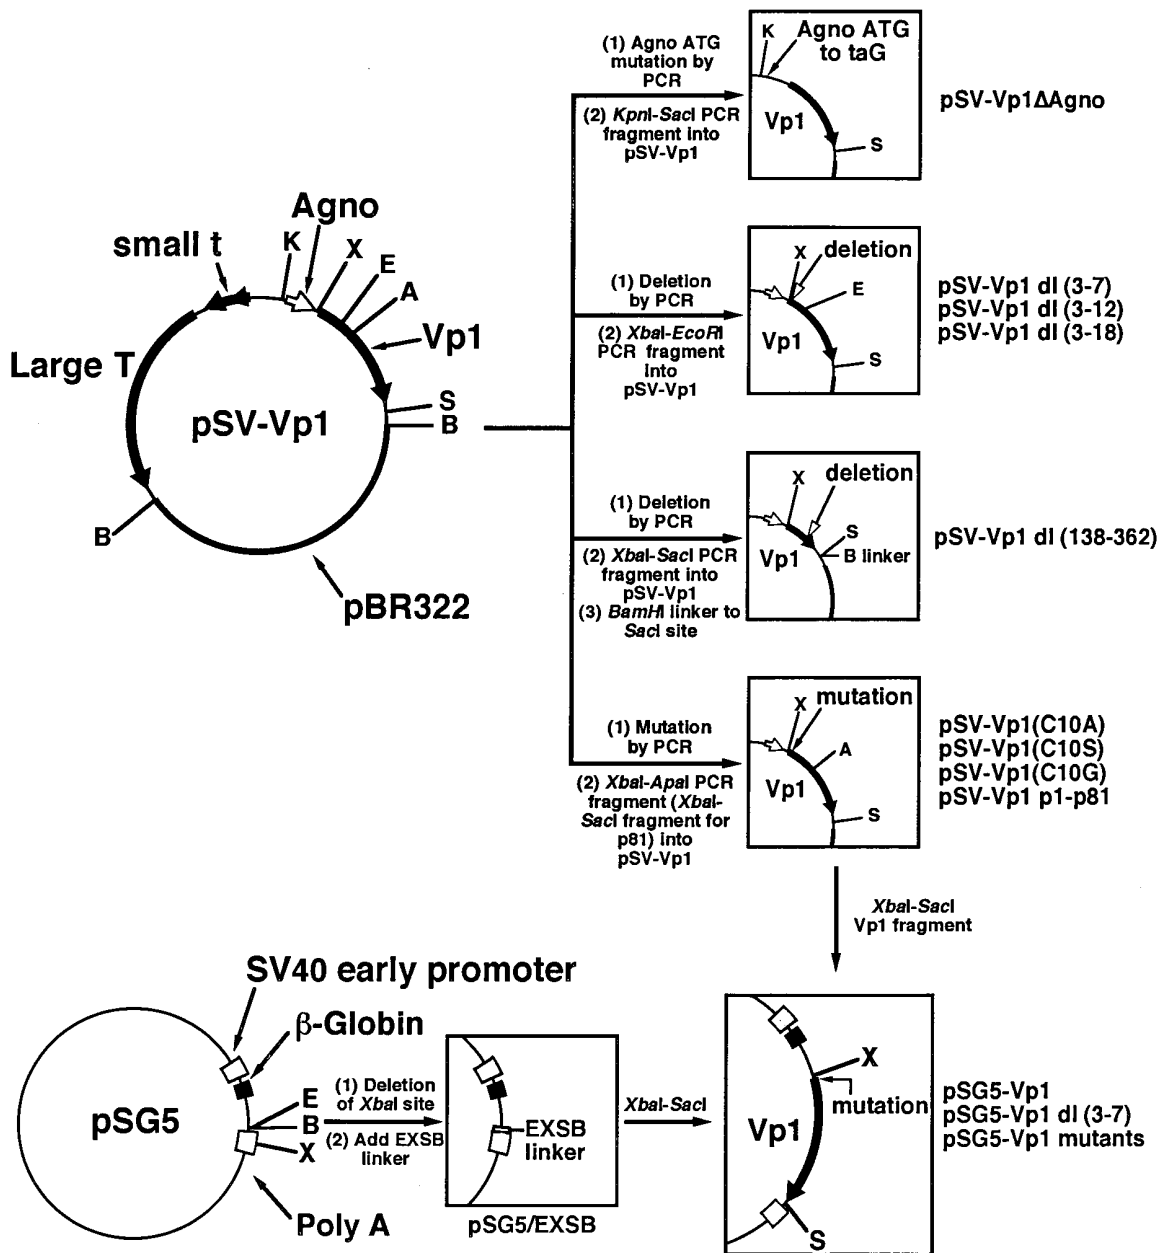 (1) Agno ATG
mutation by
PCR
(2) KpnI-SacI PCR
fragment into
pSV-Vp1
K
Agno ATG
to taG
Vp1
S
pSV-Vp1ΔAgno
Agno
small t
K
X
E
A
Vp1
Large T
pSV-Vp1
S
B
B
pBR322
(1) Deletion
by PCR
(2) XbaI-EcoRI
PCR fragment
into
pSV-Vp1
X
deletion
E
Vp1
S
pSV-Vp1 dl (3-7)
pSV-Vp1 dl (3-12)
pSV-Vp1 dl (3-18)
(1) Deletion
by PCR
(2) XbaI-SacI PCR
fragment into
pSV-Vp1
(3) BamHI linker to
SacI site
X
deletion
S
Vp1
B linker
pSV-Vp1 dl (138-362)
(1) Mutation
by PCR
(2) XbaI-ApaI PCR
fragment (XbaI-
SacI fragment for
p81) into
pSV-Vp1
X
mutation
A
Vp1
S
pSV-Vp1(C10A)
pSV-Vp1(C10S)
pSV-Vp1(C10G)
pSV-Vp1 p1-p81
XbaI-SacI
Vp1 fragment
SV40 early promoter
β-Globin
pSG5
E
B
X
Poly A
(1) Deletion
of XbaI site
(2) Add EXSB
linker
EXSB
linker
pSG5/EXSB
XbaI-SacI
X
mutation
Vp1
S
pSG5-Vp1
pSG5-Vp1 dl (3-7)
pSG5-Vp1 mutants